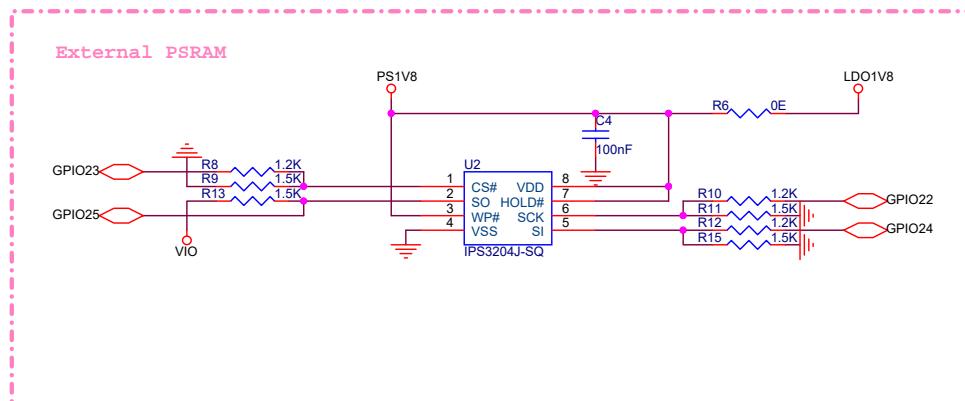 External PSRAM
PS1V8
LDO1V8
R6 0E
C4
100nF
GPIO23
R8 1.2K
R9 1.5K
R13 1.5K
GPIO25
VIO
U2
1 CS# VDD 8
2 SO HOLD# 7
3 WP# SCK 6
4 VSS SI 5
IPS3204J-SQ
R10 1.2K
GPIO22
R11 1.5K
R12 1.2K
GPIO24
R15 1.5K